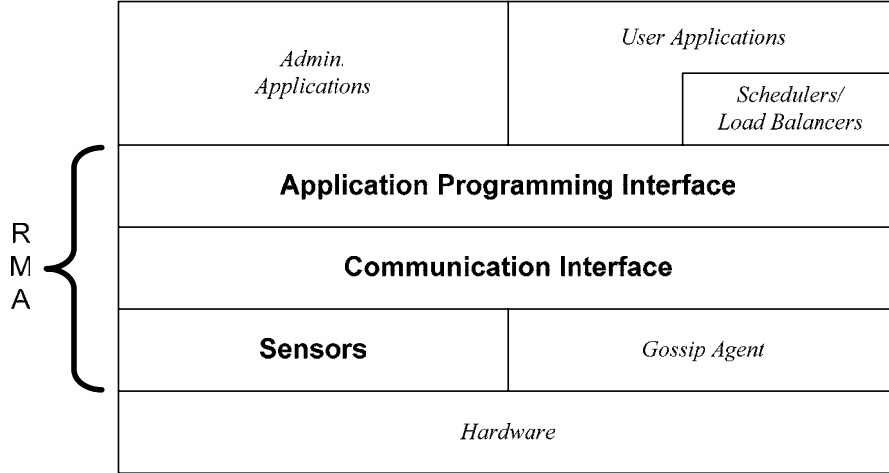 Admin.
Applications
User Applications
Schedulers/
Load Balancers
Application Programming Interface
R
M
A
Communication Interface
Sensors
Gossip Agent
Hardware